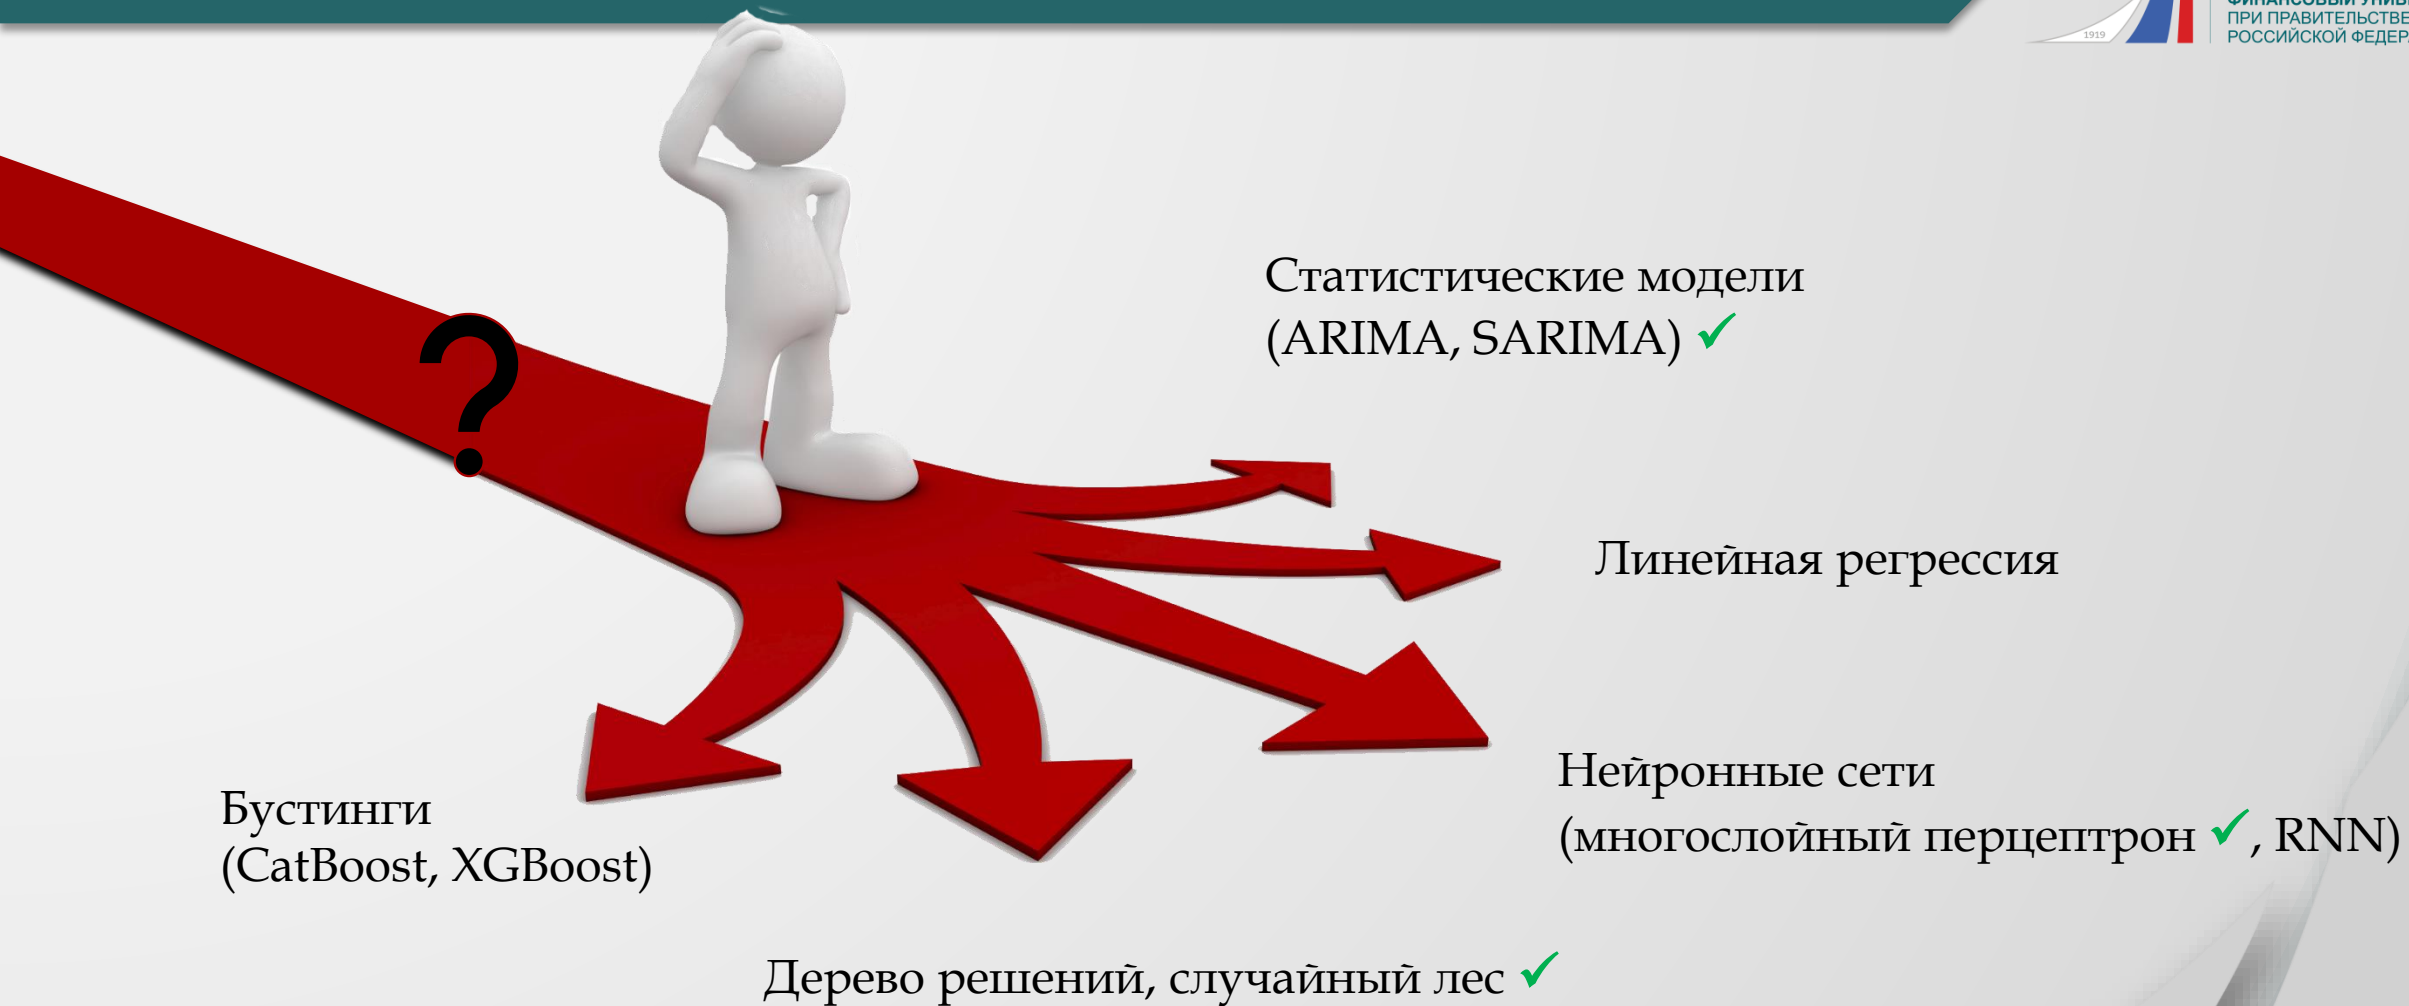 1919
ПРИ ПРАВИТЕЛЬСТВЕ
РОССИЙСКОЙ
?
Статистические модели
(ARIMA, SARIMA) ✓
Линейная регрессия
Нейронные сети
(многослойный перцептрон ✓, RNN)
Бустинги
(CatBoost, XGBoost)
Дерево решений, случайный лес ✓